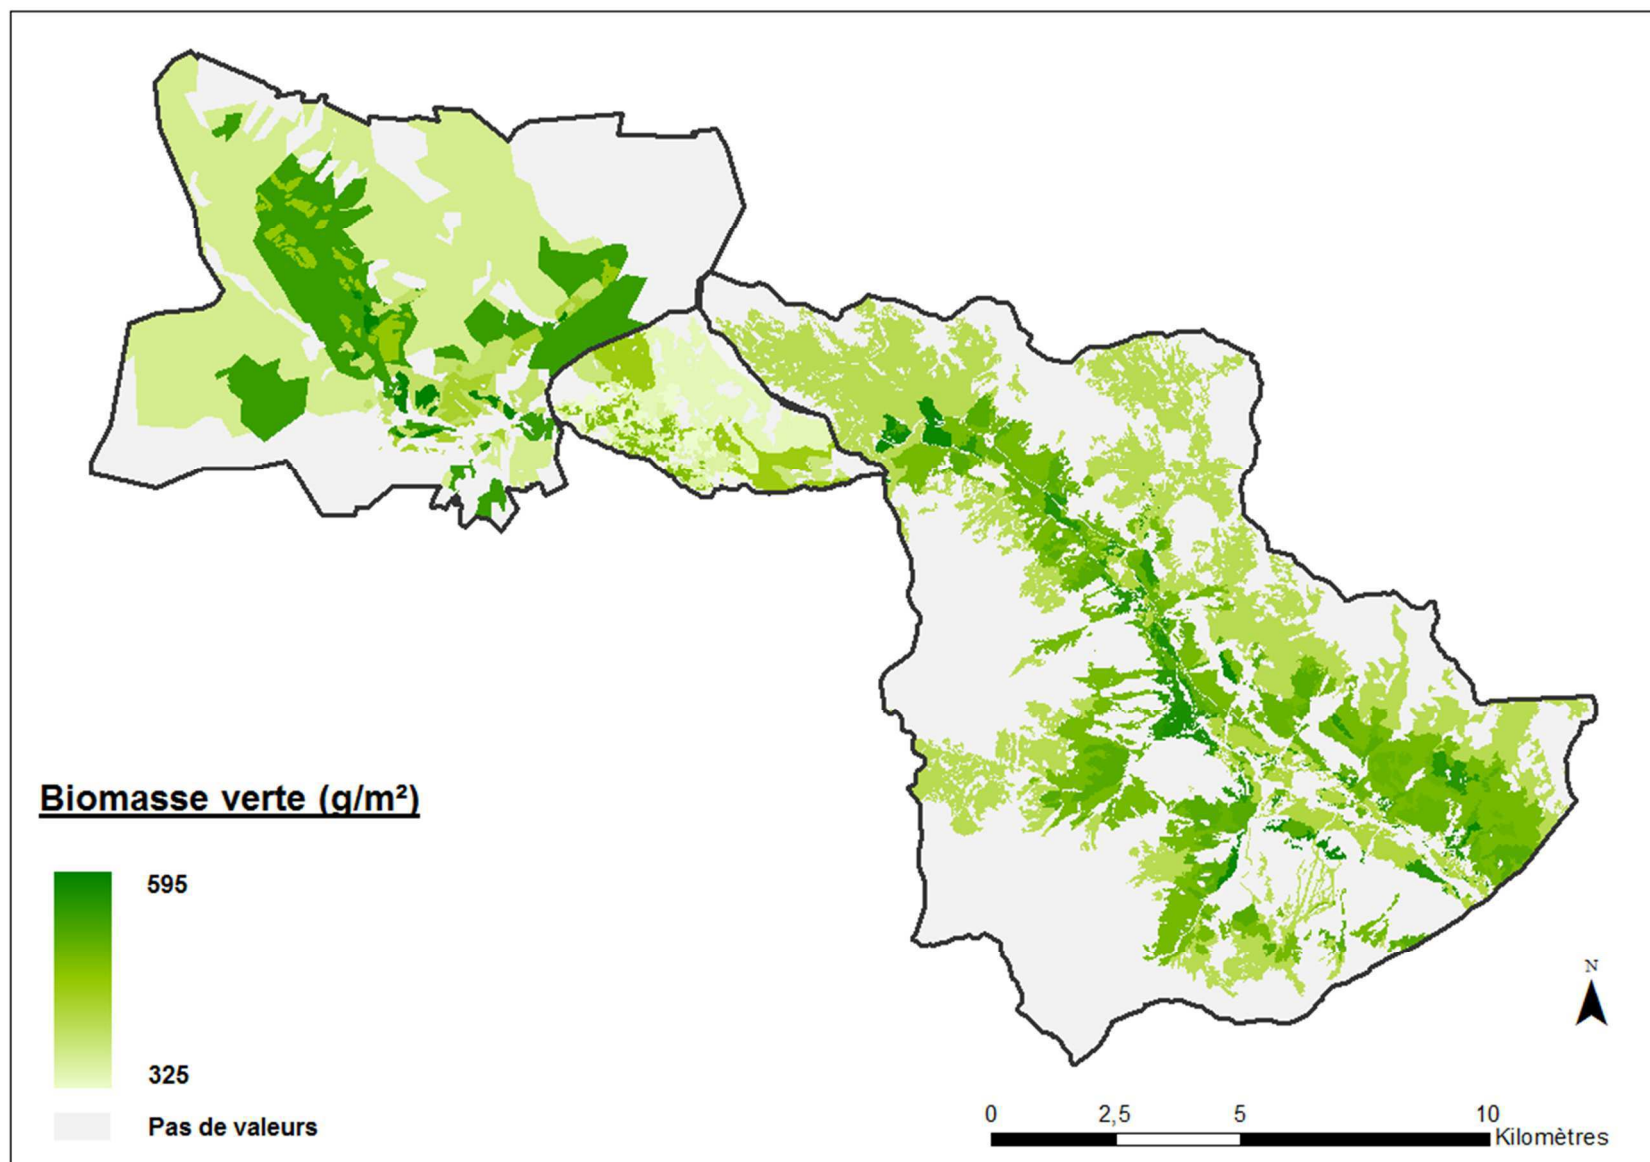 Biomasse verte (g/m²)
595
325
Pas de valeurs
N
0 2,5 5 10
Kilomètres